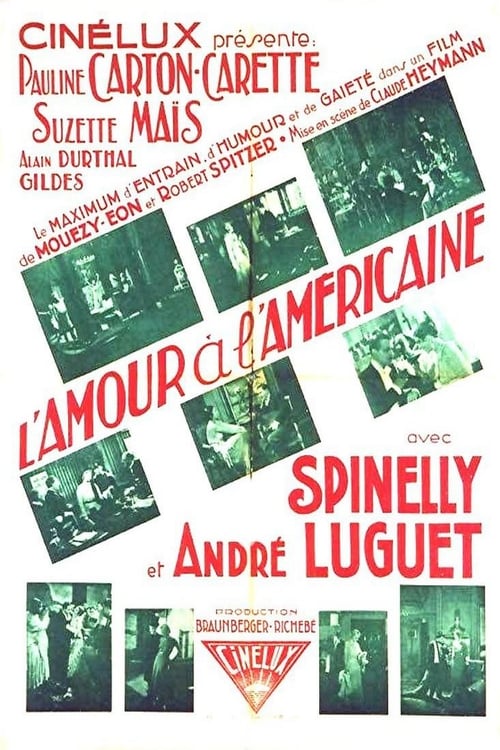 CINÉLUX présente:
PAULINE CARTON-CARETTE
SUZETTE MAÏS
ALAIN DURTHAL
GILDES
LE MAXIMUM d'ENTRAIN, d'HUMOUR et de GAIETÉ dans un FILM
de MOUEZY-EON et ROBERT SPITZER • Mise en scène de CLAUDE HEYMANN
L'AMOUR à l'AMÉRICAINE
avec
SPINELLY
et ANDRÉ LUGUET
PRODUCTION
BRAUNBERGER-RICHEBÉ
CINÉLUX